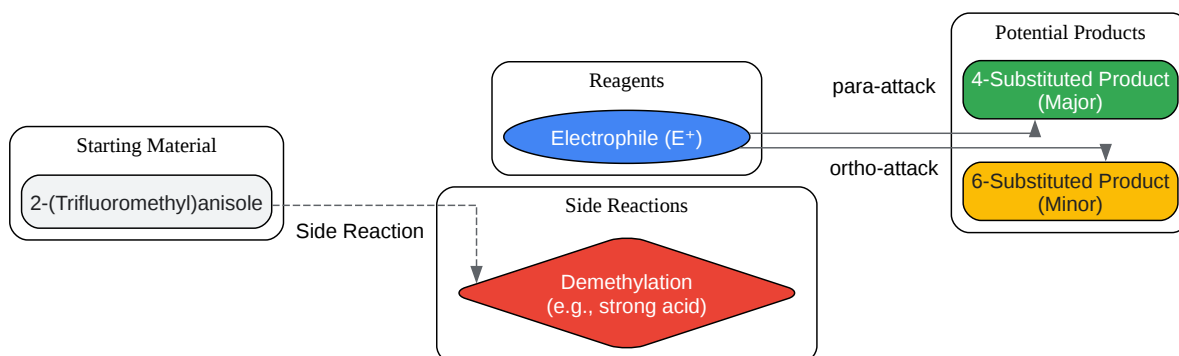 Potential Products
Reagents
para-attack
4-Substituted Product
(Major)
Electrophile (E⁺)
Starting Material
ortho-attack
6-Substituted Product
(Minor)
2-(Trifluoromethyl)anisole
Side Reaction
Side Reactions
Demethylation
(e.g., strong acid)